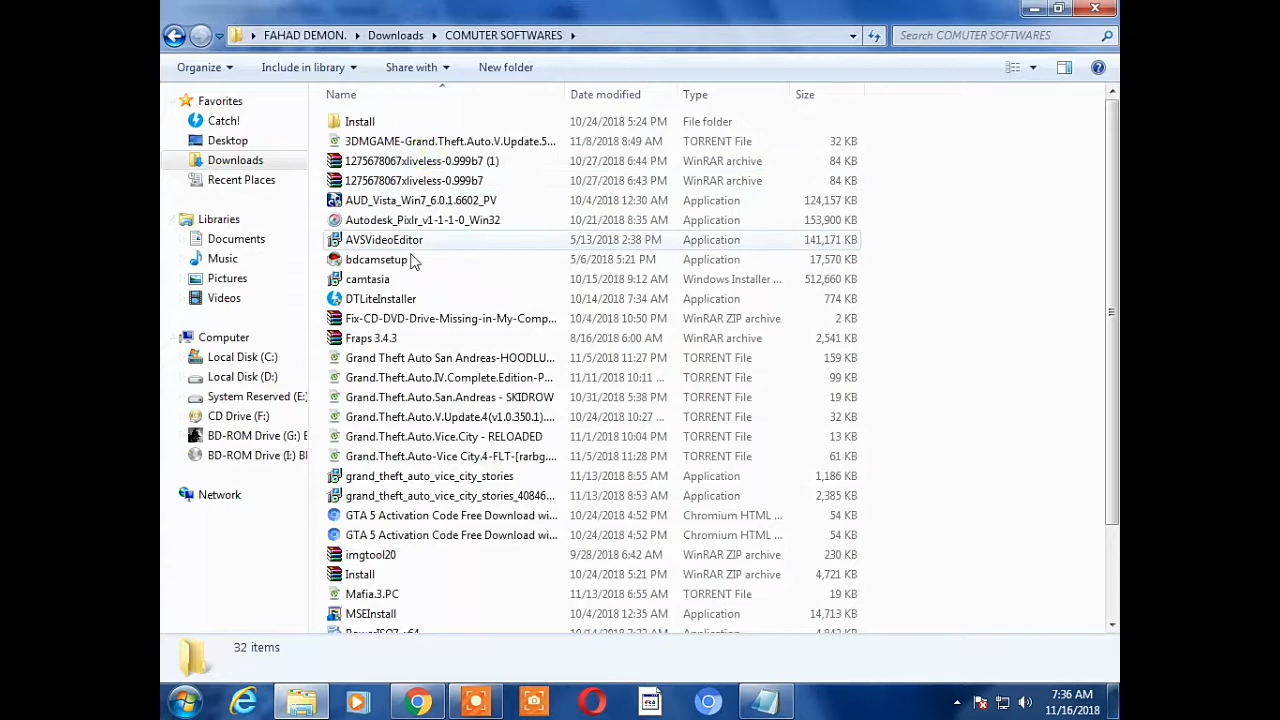 FAHAD DEMON. Downloads COMUTER SOFTWARES Search COMUTER SOFTWARES
Organize Include in library Share with New folder
Name Date modified Type Size
Favorites
Catch!
Desktop
Downloads
Recent Places
Libraries
Documents
Music
Pictures
Videos
Computer
Local Disk (C:)
Local Disk (D:)
System Reserved (E:)
CD Drive (F:)
BD-ROM Drive (G:) B
BD-ROM Drive (I:) B
Network
Install 10/24/2018 5:24 PM File folder
3DMGAME-Grand.Theft.Auto.V.Update.5... 11/8/2018 8:49 AM TORRENT File 32 KB
1275678067xliveless-0.999b7 (1) 10/27/2018 6:44 PM WinRAR archive 84 KB
1275678067xliveless-0.999b7 10/27/2018 6:43 PM WinRAR archive 84 KB
AUD_Vista_Win7_6.0.1.6602_PV 10/4/2018 12:30 AM Application 124,157 KB
Autodesk_Pixlr_v1-1-1-0_Win32 10/21/2018 8:35 AM Application 153,900 KB
AVSVideoEditor 5/13/2018 2:38 PM Application 141,171 KB
bdcamsetup 5/6/2018 5:21 PM Application 17,570 KB
camtasia 10/15/2018 9:12 AM Windows Installer ... 512,660 KB
DTLiteInstaller 10/14/2018 7:34 AM Application 774 KB
Fix-CD-DVD-Drive-Missing-in-My-Comp... 10/4/2018 10:50 PM WinRAR ZIP archive 2 KB
Fraps 3.4.3 8/16/2018 6:00 AM WinRAR archive 2,541 KB
Grand Theft Auto San Andreas-HOODLU... 11/5/2018 11:27 PM TORRENT File 159 KB
Grand.Theft.Auto.IV.Complete.Edition-P... 11/11/2018 10:11 ... TORRENT File 99 KB
Grand.Theft.Auto.San.Andreas - SKIDROW 10/31/2018 5:38 PM TORRENT File 19 KB
Grand.Theft.Auto.V.Update.4(v1.0.350.1).... 10/24/2018 10:27 ... TORRENT File 32 KB
Grand.Theft.Auto.Vice.City - RELOADED 11/1/2018 10:04 PM TORRENT File 13 KB
Grand.Theft.Auto-Vice City.4-FLT-[rarbg.... 11/5/2018 11:28 PM TORRENT File 61 KB
grand_theft_auto_vice_city_stories 11/13/2018 8:55 AM Application 1,186 KB
grand_theft_auto_vice_city_stories_40846... 11/13/2018 8:53 AM Application 2,385 KB
GTA 5 Activation Code Free Download wi... 10/24/2018 4:52 PM Chromium HTML ... 54 KB
GTA 5 Activation Code Free Download wi... 10/24/2018 4:52 PM Chromium HTML ... 54 KB
imgtool20 9/28/2018 6:42 AM WinRAR ZIP archive 230 KB
Install 10/24/2018 5:21 PM WinRAR ZIP archive 4,721 KB
Mafia.3.PC 11/13/2018 6:55 AM TORRENT File 19 KB
MSEInstall 10/4/2018 12:35 AM Application 14,713 KB
32 items
7:36 AM
11/16/2018